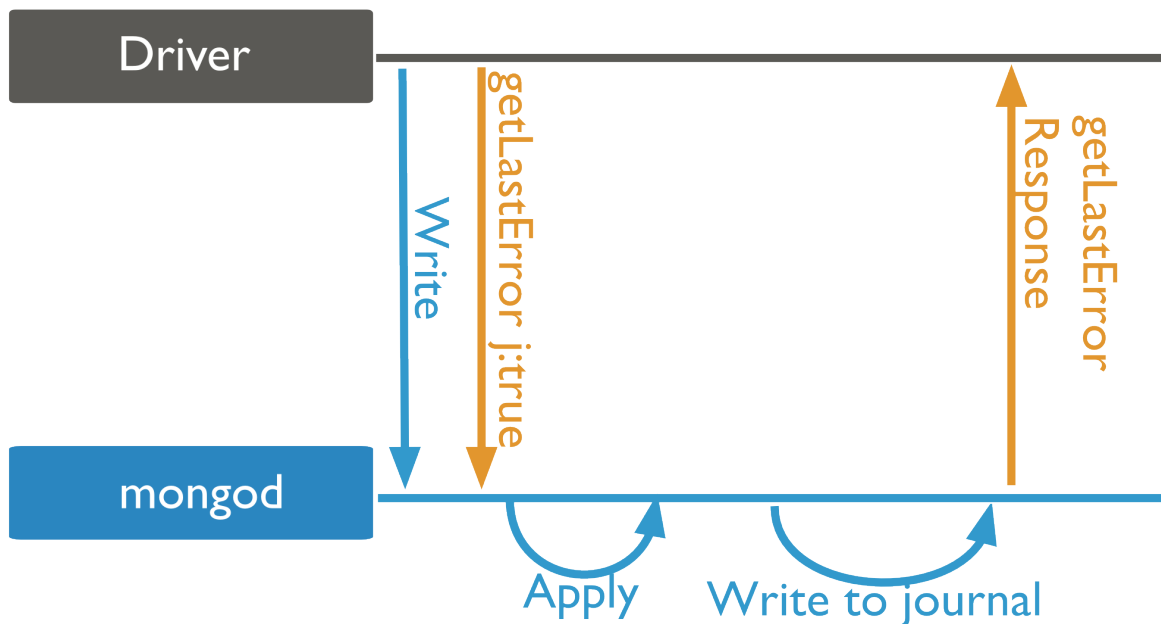 Driver
Write
getLastError j:true
getLastError
Response
mongod
Apply
Write to journal